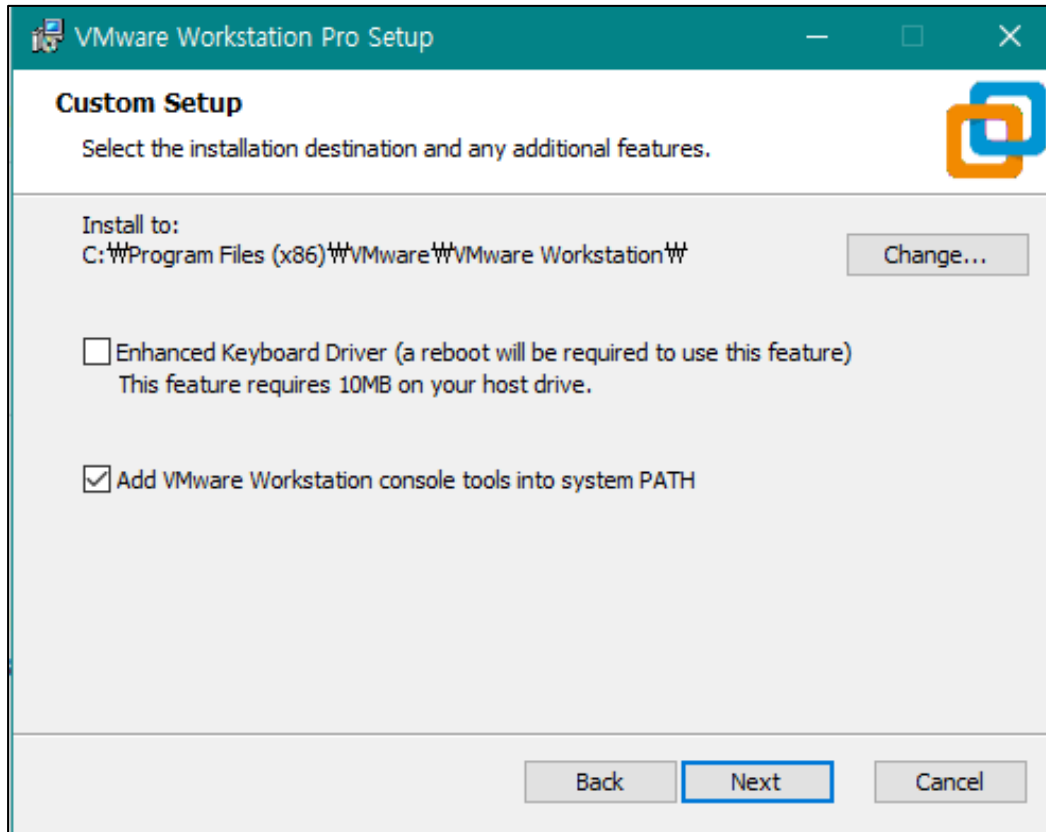 VMware Workstation Pro Setup
Custom Setup
Select the installation destination and any additional features.
Install to:
C:₩Program Files (x86)₩VMware₩VMware Workstation₩
Change...
Enhanced Keyboard Driver (a reboot will be required to use this feature)
This feature requires 10MB on your host drive.
Add VMware Workstation console tools into system PATH
Back
Next
Cancel